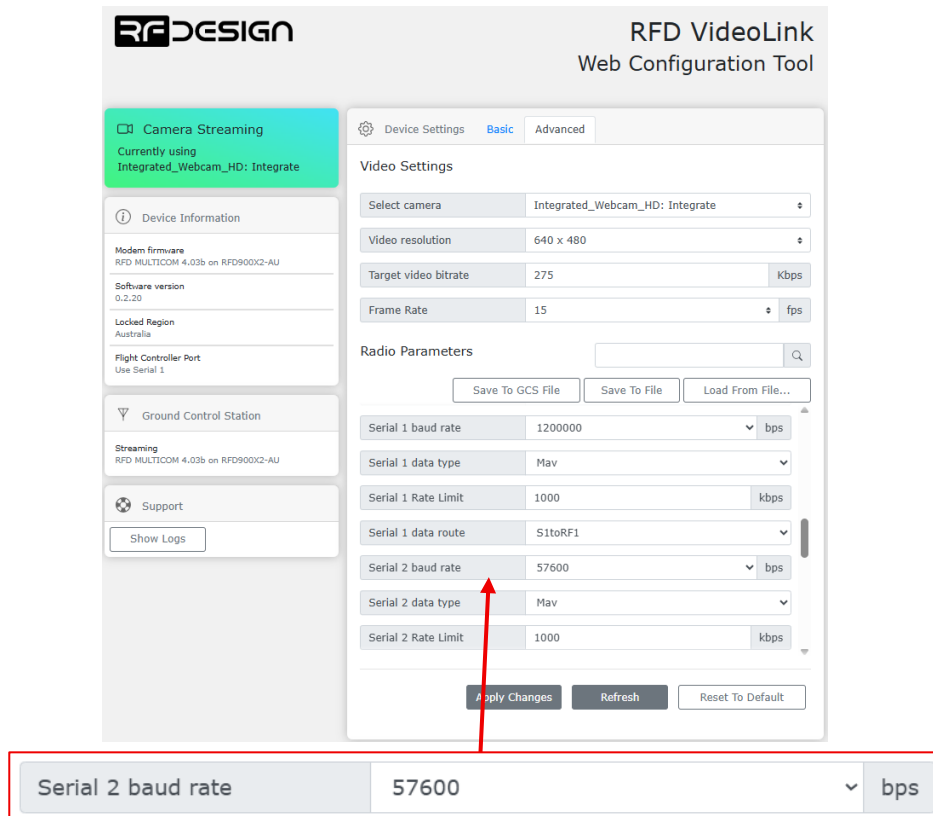 RFDESIGN
RFD VideoLink
Web Configuration Tool
Camera Streaming
Currently using
Integrated_Webcam_HD: Integrate
Device Information
Modem firmware
RFD MULTICOM 4.03b on RFD900X2-AU
Software version
0.2.20
Locked Region
Australia
Flight Controller Port
Use Serial 1
Ground Control Station
Streaming
RFD MULTICOM 4.03b on RFD900X2-AU
Support
Show Logs
Device Settings Basic Advanced
Video Settings
Select camera Integrated_Webcam_HD: Integrate
Video resolution 640 x 480
Target video bitrate 275 Kbps
Frame Rate 15 fps
Radio Parameters
Save To GCS File Save To File Load From File...
Serial 1 baud rate 1200000 bps
Serial 1 data type Mav
Serial 1 Rate Limit 1000 kbps
Serial 1 data route S1toRF1
Serial 2 baud rate 57600 bps
Serial 2 data type Mav
Serial 2 Rate Limit 1000 kbps
Apply Changes Refresh Reset To Default
Serial 2 baud rate 57600 bps